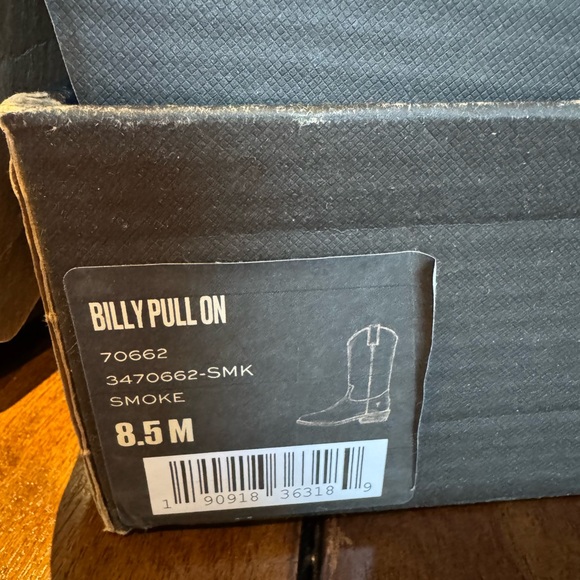 BILLY PULL ON
70662
3470662-SMK
SMOKE
8.5 M
1 90918 36318 9